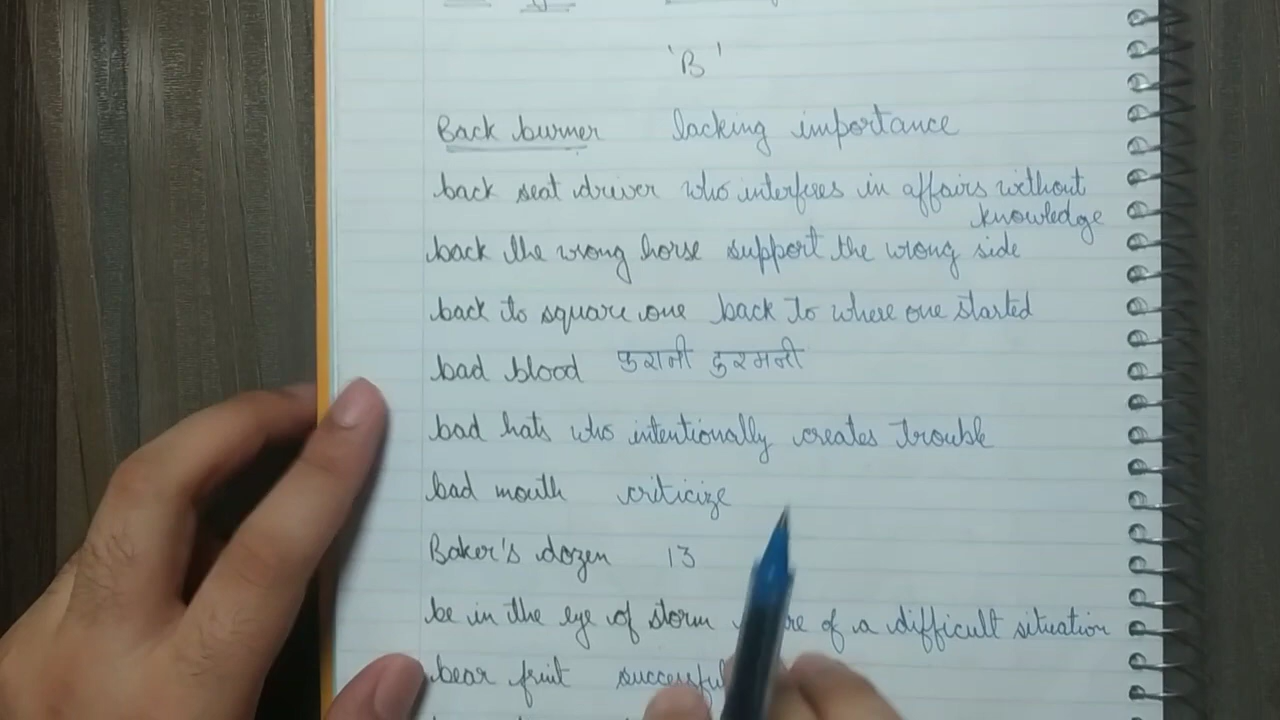 'B'
Back burner lacking importance
back seat driver who interferes in affairs without
knowledge
back the wrong horse support the wrong side
back to square one back to where one started
bad blood पुरानी दुश्मनी
bad hats who intentionally creates trouble
bad mouth criticize
Baker's dozen 13
be in the eye of storm of a difficult situation
bear fruit successful